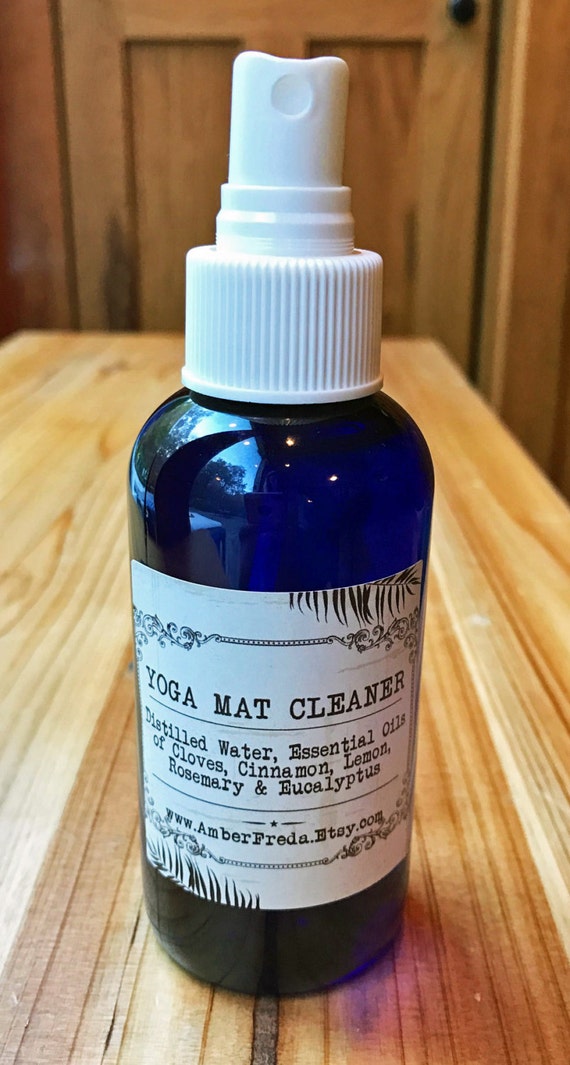 YOGA MAT CLEANER
Distilled Water, Essential Oils
of Cloves, Cinnamon, Lemon,
Rosemary & Eucalyptus
www.AmberFreda.Etsy.com